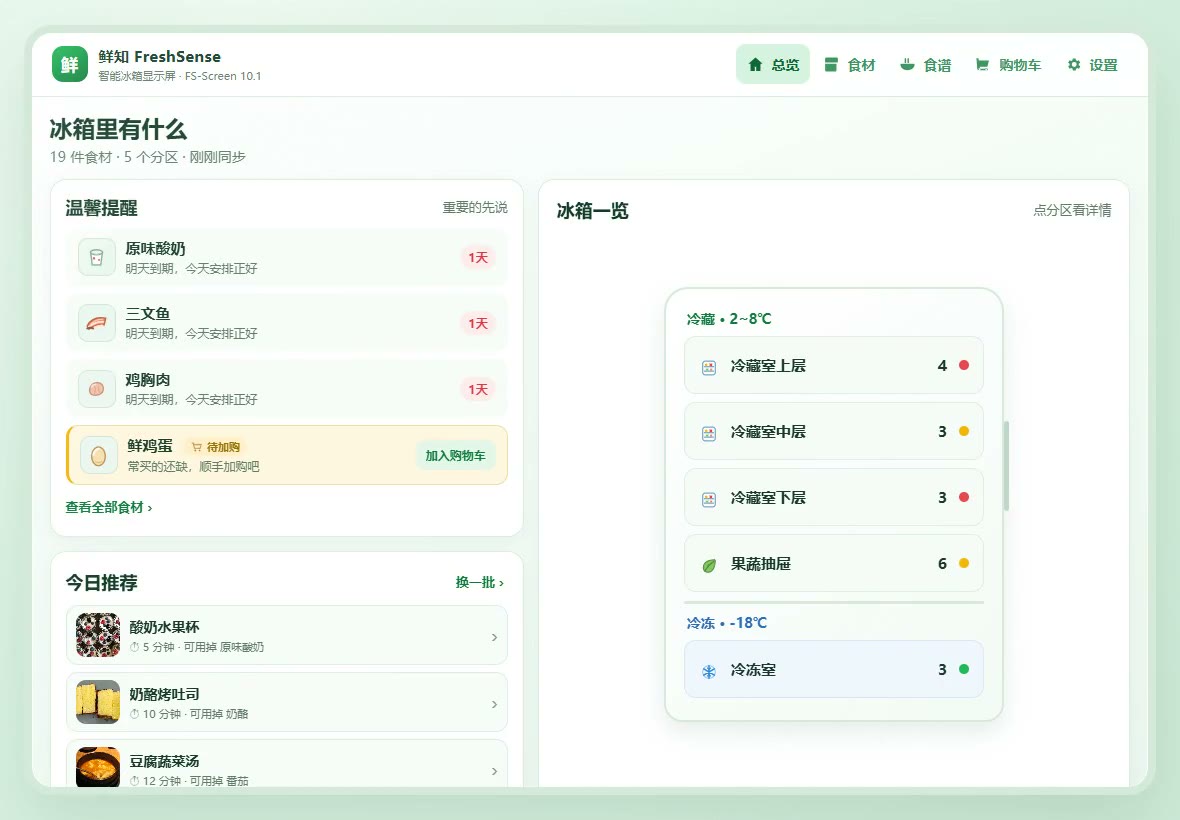 鲜
鲜知 FreshSense
智能冰箱显示屏 · FS-Screen 10.1
总览
食材
食谱
购物车
设置
冰箱里有什么
19 件食材 · 5 个分区 · 刚刚同步
温馨提醒
重要的先说
原味酸奶
明天到期，今天安排正好
1天
三文鱼
明天到期，今天安排正好
1天
鸡胸肉
明天到期，今天安排正好
1天
鲜鸡蛋 待加购
常买的还缺，顺手加购吧
加入购物车
查看全部食材 ›
今日推荐
换一批 ›
酸奶水果杯
5 分钟 · 可用掉 原味酸奶
奶酪烤吐司
10 分钟 · 可用掉 奶酪
豆腐蔬菜汤
12 分钟 · 可用掉 番茄
冰箱一览
点分区看详情
冷藏 • 2~8℃
冷藏室上层 4
冷藏室中层 3
冷藏室下层 3
果蔬抽屉 6
冷冻 • -18℃
冷冻室 3